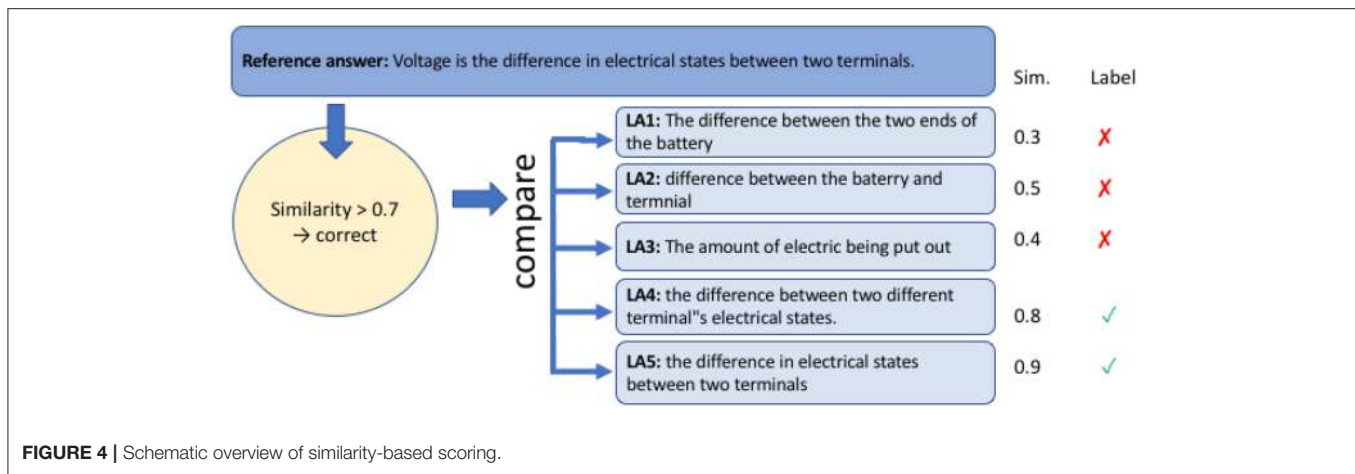 Reference answer: Voltage is the difference in electrical states between two terminals.
Sim. Label
Similarity > 0.7
→ correct
compare
LA1: The difference between the two ends of
the battery
0.3 ✗
LA2: difference between the baterry and
termnial
0.5 ✗
LA3: The amount of electric being put out
0.4 ✗
LA4: the difference between two different
terminal"s electrical states.
0.8 ✓
LA5: the difference in electrical states
between two terminals
0.9 ✓
FIGURE 4 | Schematic overview of similarity-based scoring.